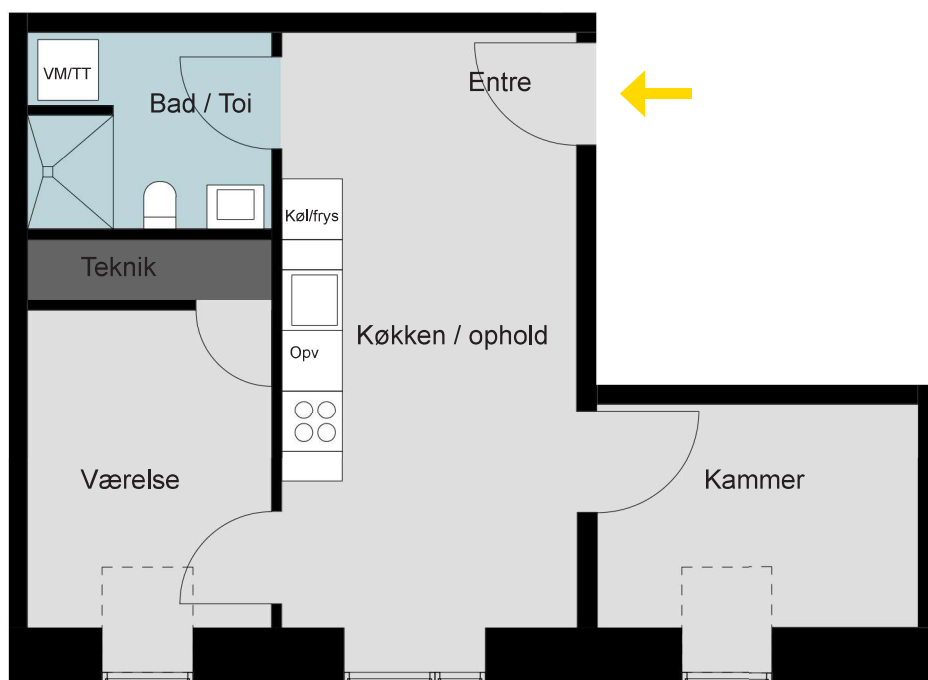 VM/TT
Entre
Bad / Toi
Køl/frys
Teknik
Køkken / ophold
Opv
Værelse
Kammer